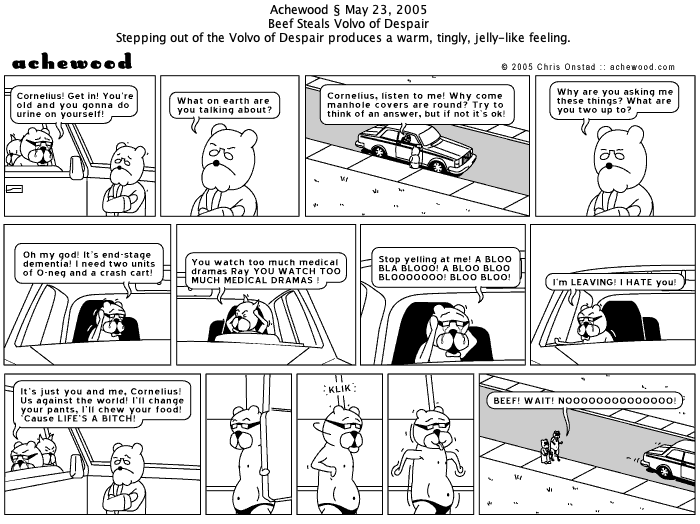 Achewood § May 23, 2005
Beef Steals Volvo of Despair
Stepping out of the Volvo of Despair produces a warm, tingly, jelly-like feeling.
achewood
© 2005 Chris Onstad :: achewood.com
Cornelius! Get in! You're
old and you gonna do
urine on yourself!
What on earth are
you talking about?
Cornelius, listen to me! Why come
manhole covers are round? Try to
think of an answer, but if not it's ok!
Why are you asking me
these things? What are
you two up to?
Oh my god! It's end-stage
dementia! I need two units
of O-neg and a crash cart!
You watch too much medical
dramas Ray YOU WATCH TOO
MUCH MEDICAL DRAMAS !
Stop yelling at me! A BLOO
BLA BLOOO! A BLOO BLOO
BLOOOOOOO! BLOO BLOO!
I'm LEAVING! I HATE you!
It's just you and me, Cornelius!
Us against the world! I'll change
your pants, I'll chew your food!
'Cause LIFE'S A BITCH!
KLIK
BEEF! WAIT! NOOOOOOOOOOOOOO!